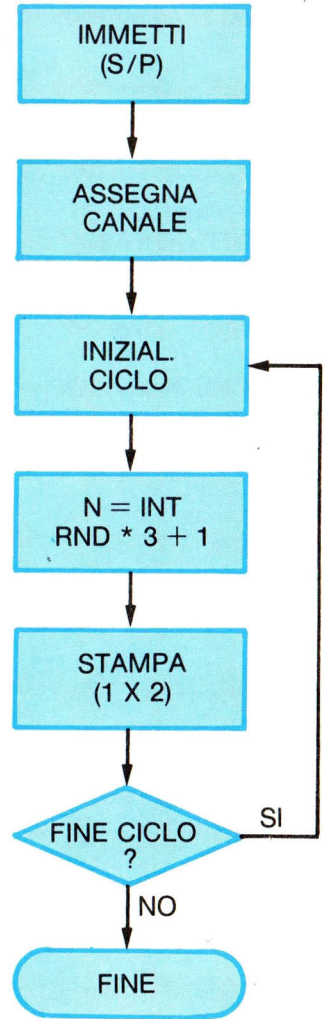 IMMETTI
(S/P)
ASSEGNA
CANALE
INIZIAL.
CICLO
N = INT
RND * 3 + 1
STAMPA
(1 X 2)
FINE CICLO
?
SI
NO
FINE